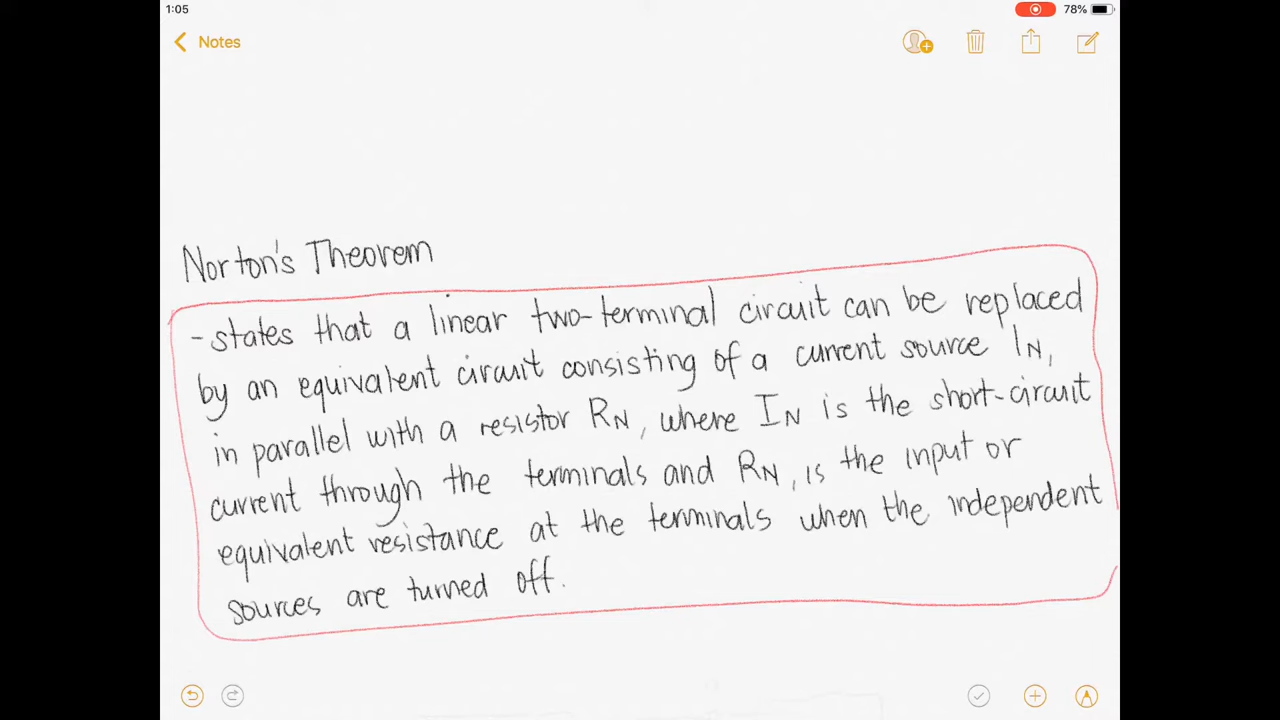 1:05
78%
Notes
Norton's Theorem
- states that a linear two-terminal circuit can be replaced
by an equivalent circuit consisting of a current source IN,
in parallel with a resistor RN, where IN is the short-circuit
current through the terminals and RN, is the input or
equivalent resistance at the terminals when the independent
sources are turned off.